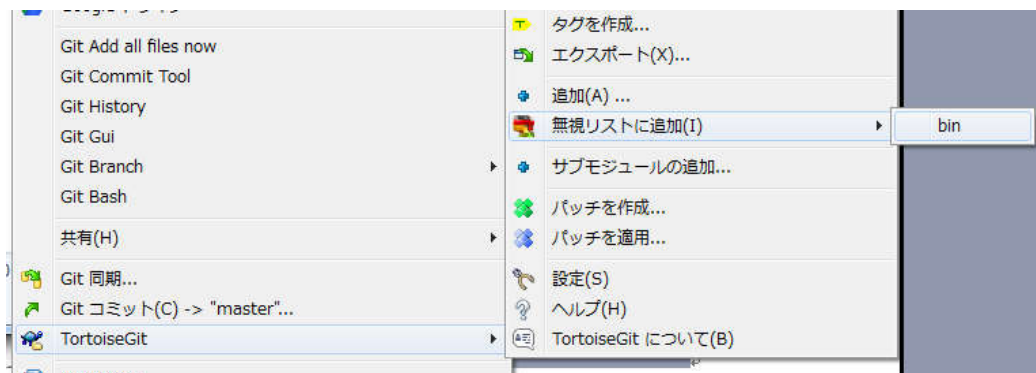 Git Add all files now
Git Commit Tool
Git History
Git Gui
Git Branch
Git Bash
共有(H)
Git 同期...
Git コミット(C) -> "master"...
TortoiseGit
タグを作成...
エクスポート(X)...
追加(A) ...
無視リストに追加(I)
サブモジュールの追加...
パッチを作成...
パッチを適用...
設定(S)
ヘルプ(H)
TortoiseGit について(B)
bin